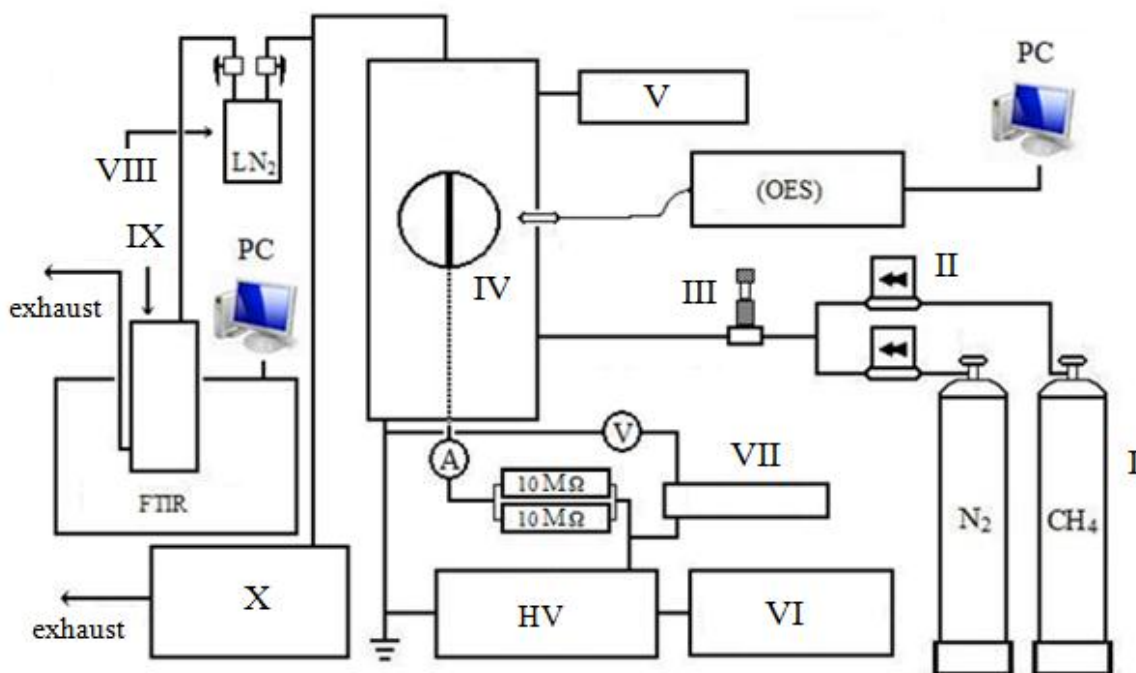 PC
V
LN₂
VIII
(OES)
IX
PC
II
IV
III
exhaust
V
A
VII
I
10 MΩ
10 MΩ
N₂
CH₄
FTIR
X
HV
VI
exhaust